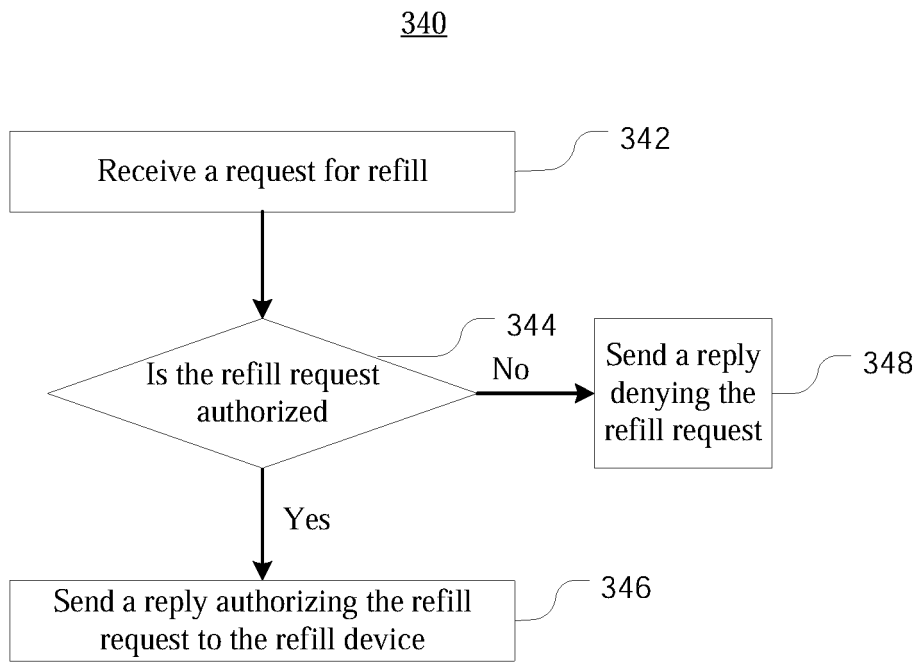 340
Receive a request for refill
342
344
Is the refill request
authorized
No
Send a reply
denying the
refill request
348
Yes
Send a reply authorizing the refill
request to the refill device
346